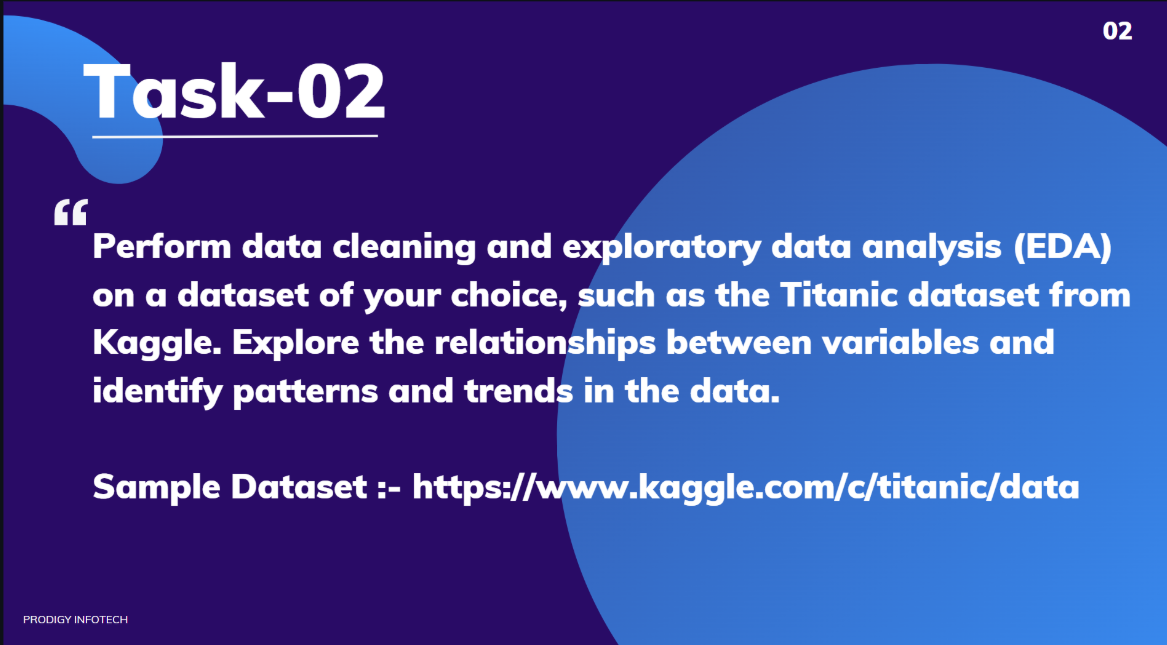 02
Task-02
“
Perform data cleaning and exploratory data analysis (EDA)
on a dataset of your choice, such as the Titanic dataset from
Kaggle. Explore the relationships between variables and
identify patterns and trends in the data.
Sample Dataset :- https://www.kaggle.com/c/titanic/data
PRODIGY INFOTECH